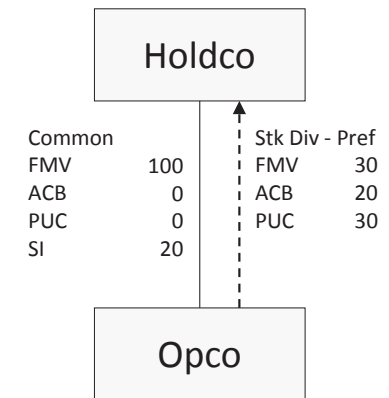 Holdco
Common
FMV 100
ACB 0
PUC 0
SI 20
Stk Div - Pref
FMV 30
ACB 20
PUC 30
Opco